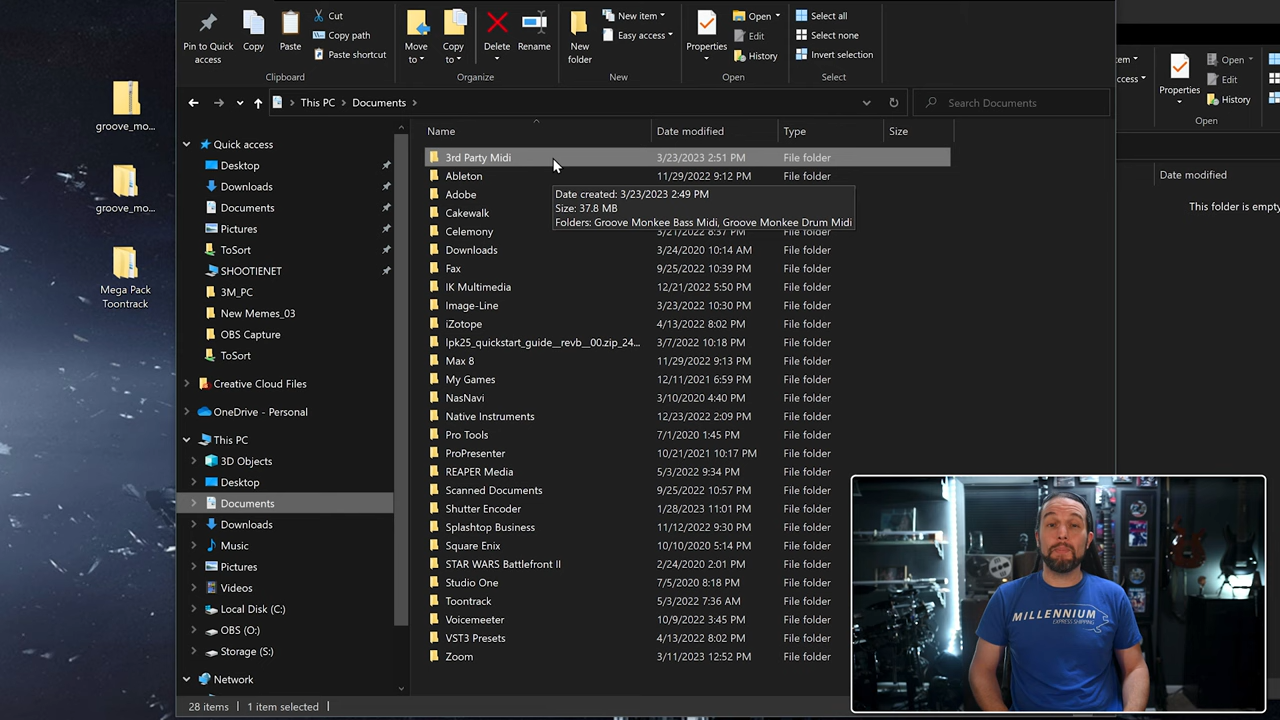 Pin to Quick access
Copy
Paste
Cut
Copy path
Paste shortcut
Clipboard
Move to
Copy to
Delete
Rename
Organize
New folder
New item
Easy access
New
Properties
Open
Edit
History
Open
Select all
Select none
Invert selection
Select
This PC
Documents
Search Documents
Name
Date modified
Type
Size
groove_mo...
groove_mo...
Mega Pack Toontrack
Quick access
Desktop
Downloads
Documents
Pictures
ToSort
SHOOTIENET
3M_PC
New Memes_03
OBS Capture
ToSort
Creative Cloud Files
OneDrive - Personal
This PC
3D Objects
Desktop
Documents
Downloads
Music
Pictures
Videos
Local Disk (C:)
OBS (O:)
Storage (S:)
Network
3rd Party Midi 3/23/2023 2:51 PM File folder
Ableton 11/29/2022 9:12 PM File folder
Adobe
Cakewalk
Celemony 3/21/2022 8:37 PM File folder
Downloads 3/24/2020 10:14 AM File folder
Fax 9/25/2022 10:39 PM File folder
IK Multimedia 12/21/2022 5:50 PM File folder
Image-Line 3/23/2022 10:30 PM File folder
iZotope 4/13/2022 8:02 PM File folder
lpk25_quickstart_guide__revb__00.zip_24... 3/7/2022 10:18 PM File folder
Max 8 11/29/2022 9:13 PM File folder
My Games 12/11/2021 6:59 PM File folder
NasNavi 3/10/2020 4:40 PM File folder
Native Instruments 12/23/2022 2:09 PM File folder
Pro Tools 7/1/2020 1:45 PM File folder
ProPresenter 10/21/2021 10:17 PM File folder
REAPER Media 5/3/2022 9:34 PM File folder
Scanned Documents 9/25/2022 10:57 PM File folder
Shutter Encoder 1/28/2023 11:01 PM File folder
Splashtop Business 11/12/2022 9:30 PM File folder
Square Enix 10/10/2020 5:14 PM File folder
STAR WARS Battlefront II 2/24/2020 2:01 PM File folder
Studio One 7/5/2020 8:18 PM File folder
Toontrack 5/3/2022 7:36 AM File folder
Voicemeeter 10/9/2022 3:45 PM File folder
VST3 Presets 4/13/2022 8:02 PM File folder
Zoom 3/11/2023 12:52 PM File folder
Date created: 3/23/2023 2:49 PM
Size: 37.8 MB
Folders: Groove Monkee Bass Midi, Groove Monkee Drum Midi
28 items
1 item selected
Properties
Open
Edit
History
Open
Date modified
This folder is empty
MILLENNIUM
EXPRESS SHIPPING